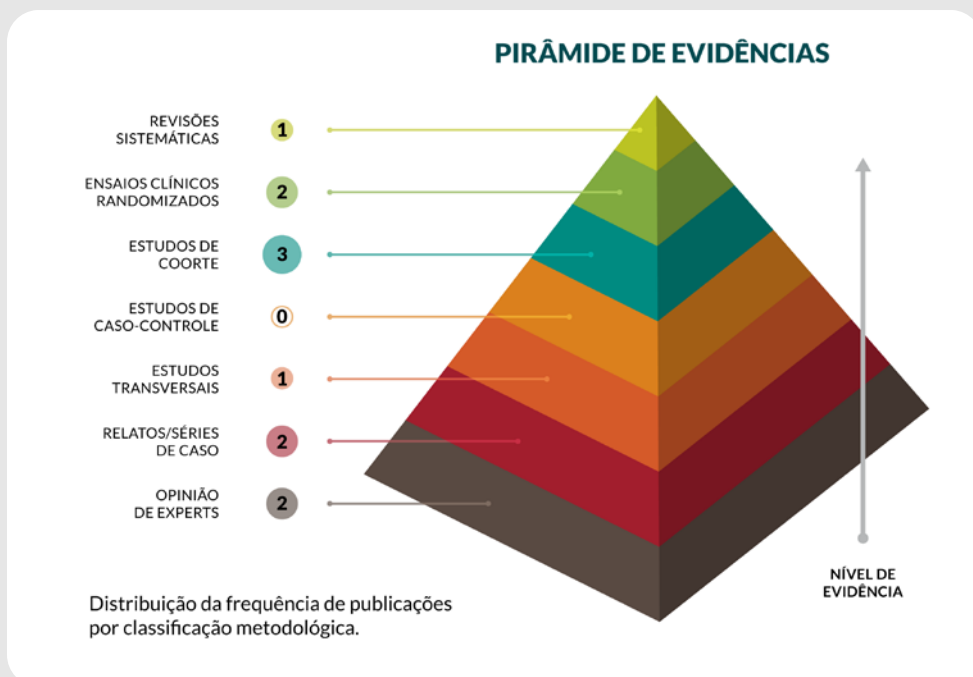 PIRÂMIDE DE EVIDÊNCIAS
REVISÕES
SISTEMÁTICAS
1
ENSAIOS CLÍNICOS
RANDOMIZADOS
2
ESTUDOS DE
COORTE
3
ESTUDOS DE
CASO-CONTROLE
0
ESTUDOS
TRANSVERSAIS
1
RELATOS/SÉRIES
DE CASO
2
OPINIÃO
DE EXPERTS
2
NÍVEL DE
EVIDÊNCIA
Distribuição da frequência de publicações
por classificação metodológica.